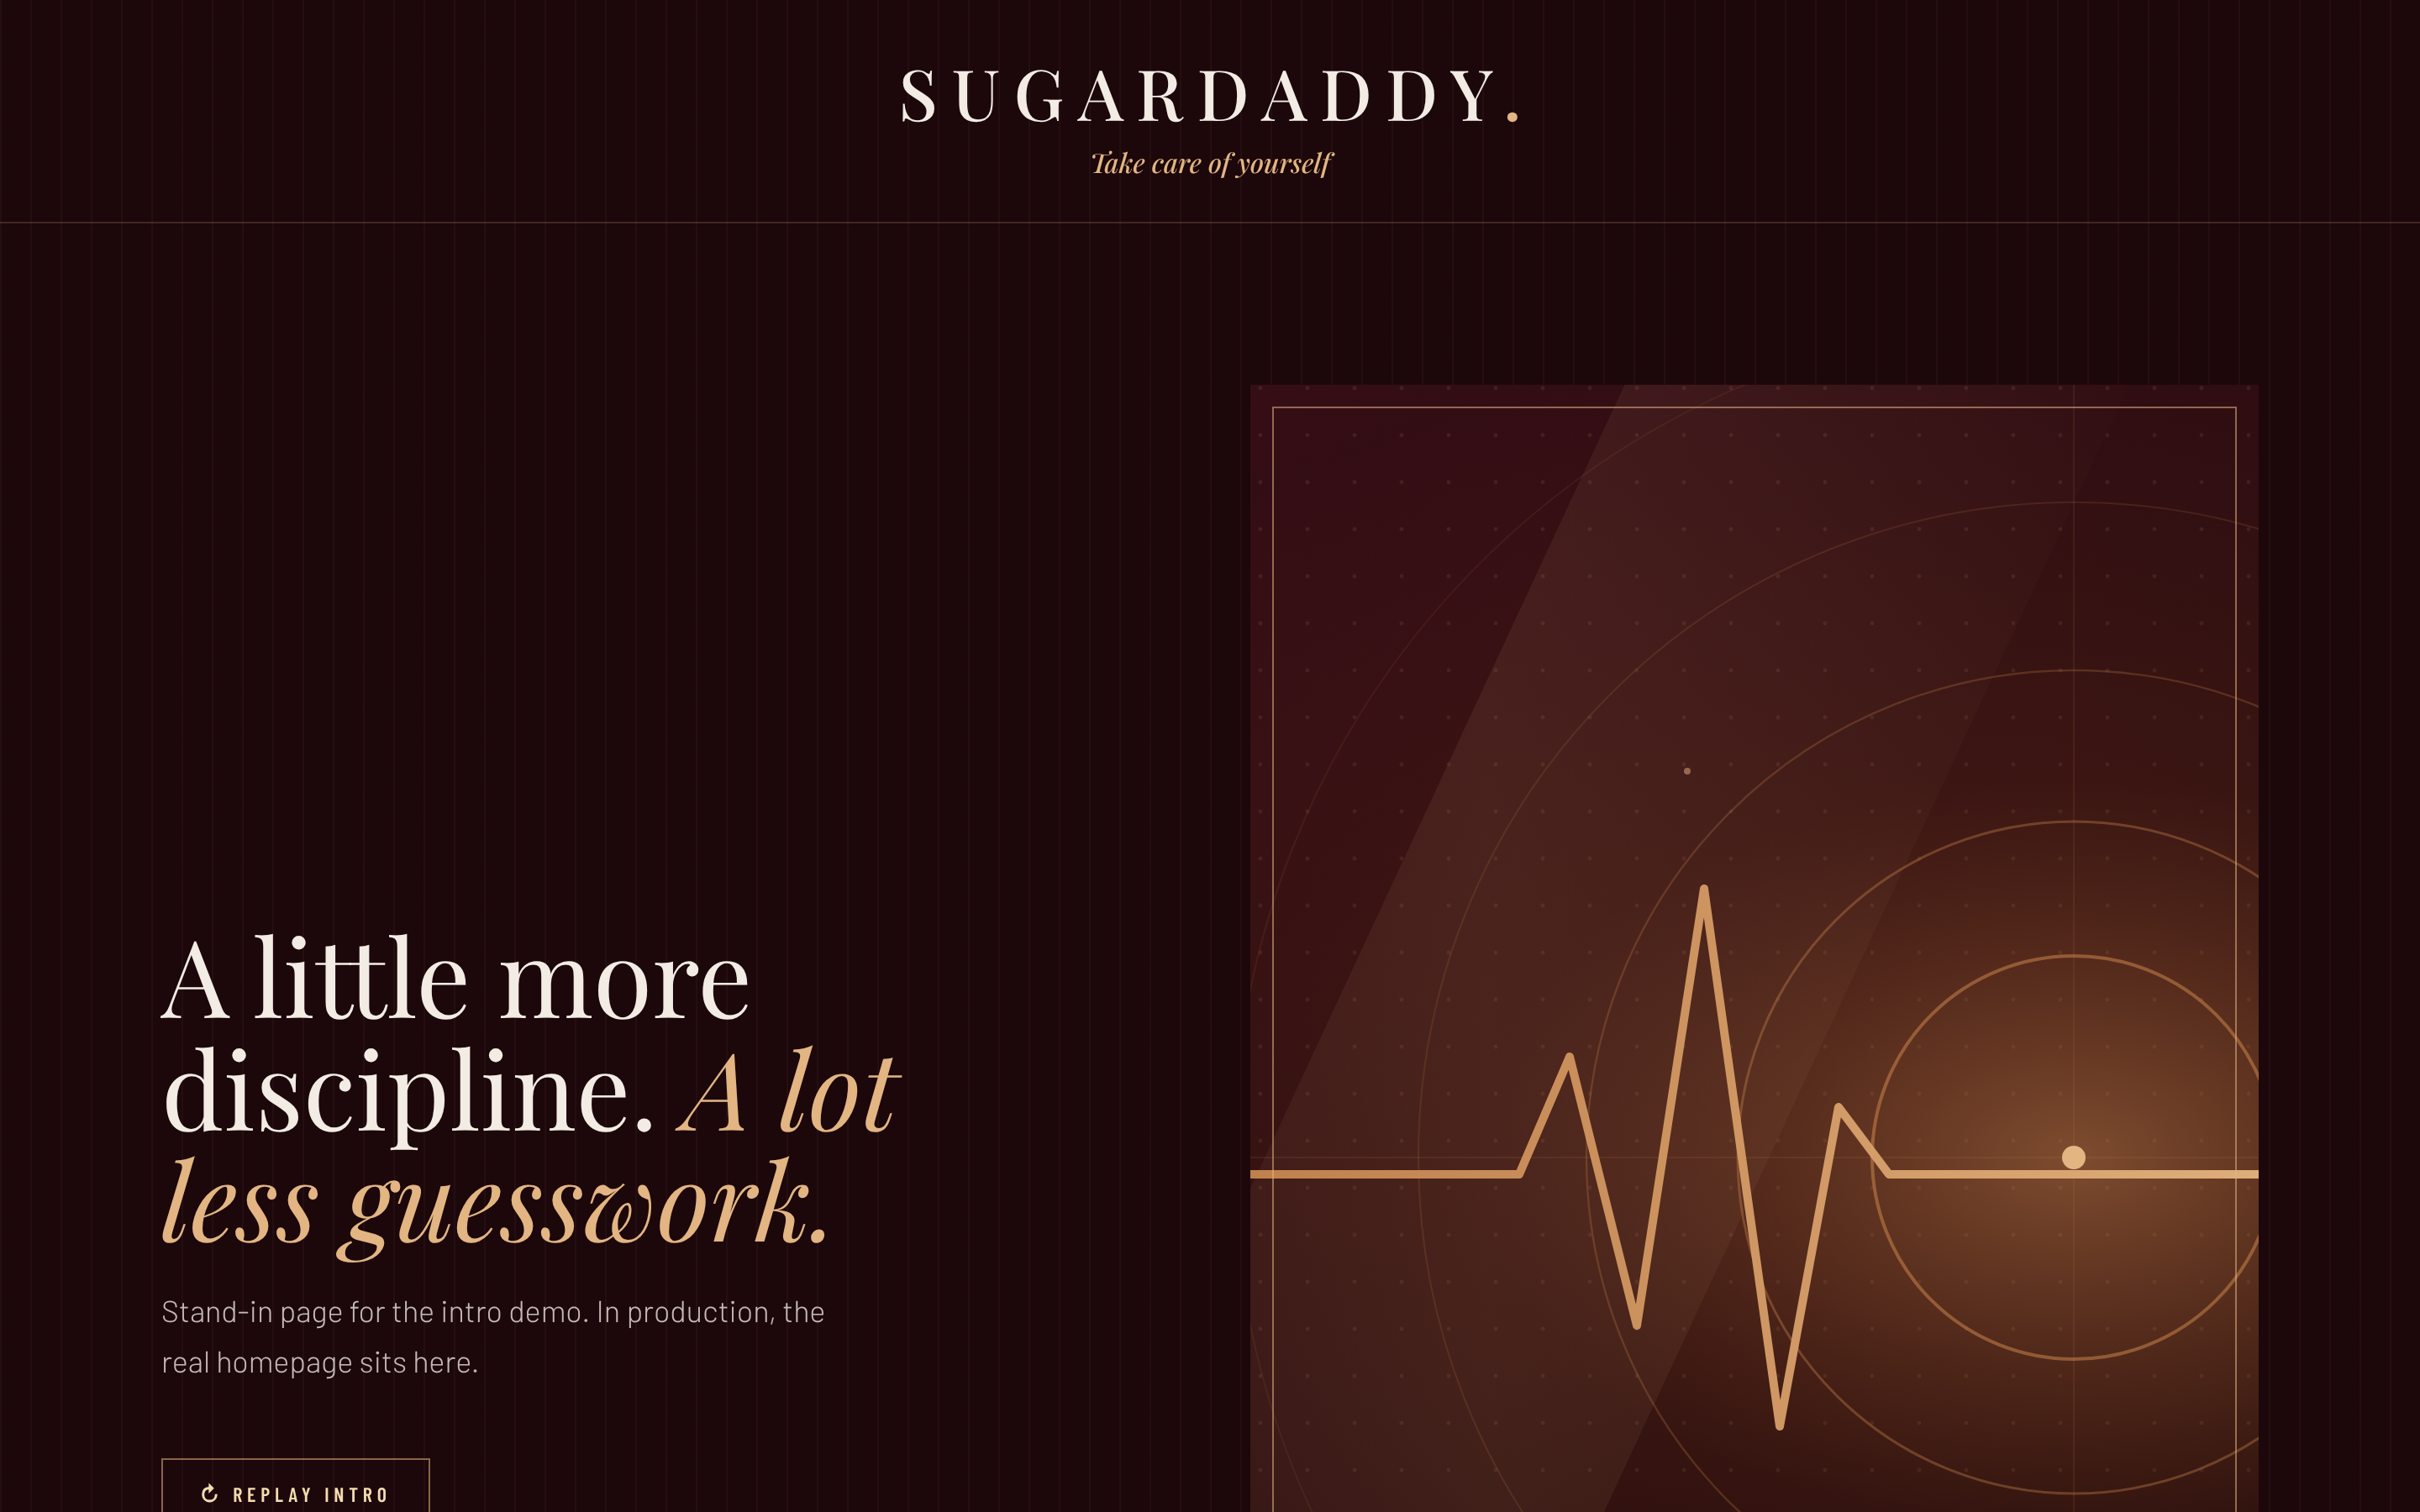 SUGARDADDY.
Take care of yourself
A little more
discipline. A lot
less guesswork.
Stand-in page for the intro demo. In production, the
real homepage sits here.
↻ REPLAY INTRO